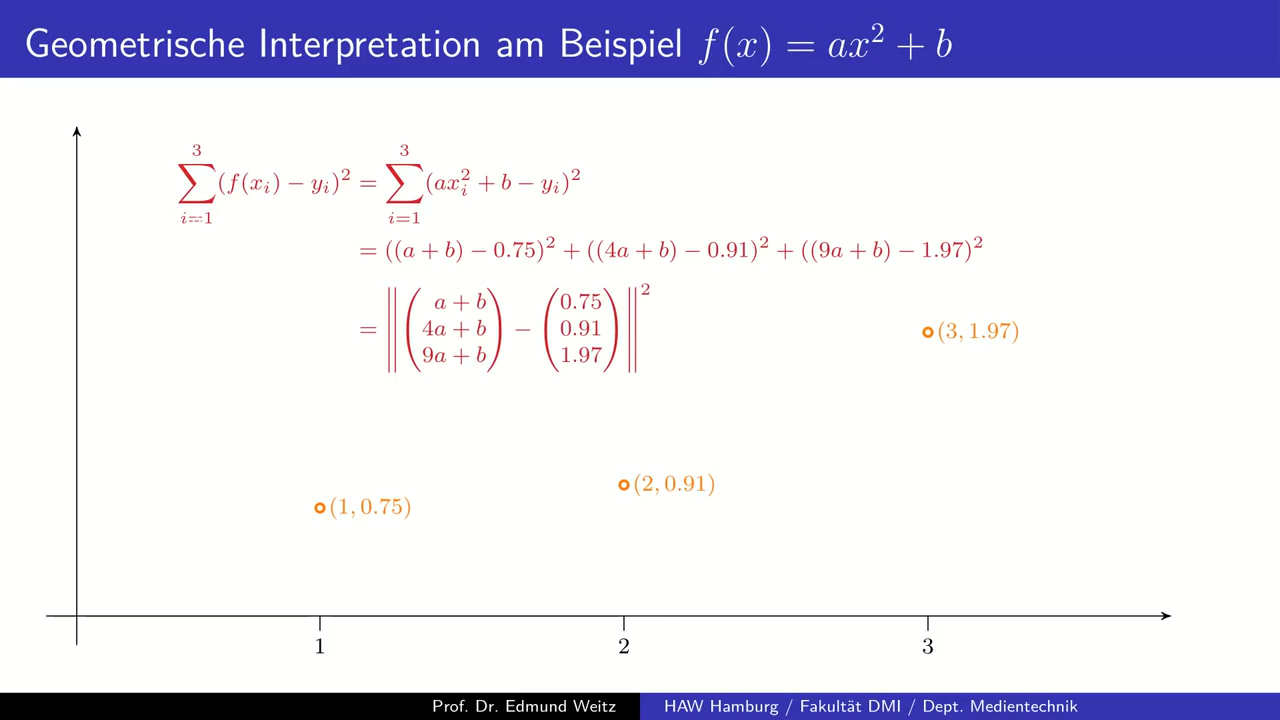 Geometrische Interpretation am Beispiel f(x) = ax² + b
∑_{i=1}^{3} (f(x_i) − y_i)² = ∑_{i=1}^{3} (ax_i² + b − y_i)²
= ((a + b) − 0.75)² + ((4a + b) − 0.91)² + ((9a + b) − 1.97)²
= ‖(a + b, 4a + b, 9a + b) − (0.75, 0.91, 1.97)‖²
(3, 1.97)
(2, 0.91)
(1, 0.75)
1 2 3
Prof. Dr. Edmund Weitz HAW Hamburg / Fakultät DMI / Dept. Medientechnik